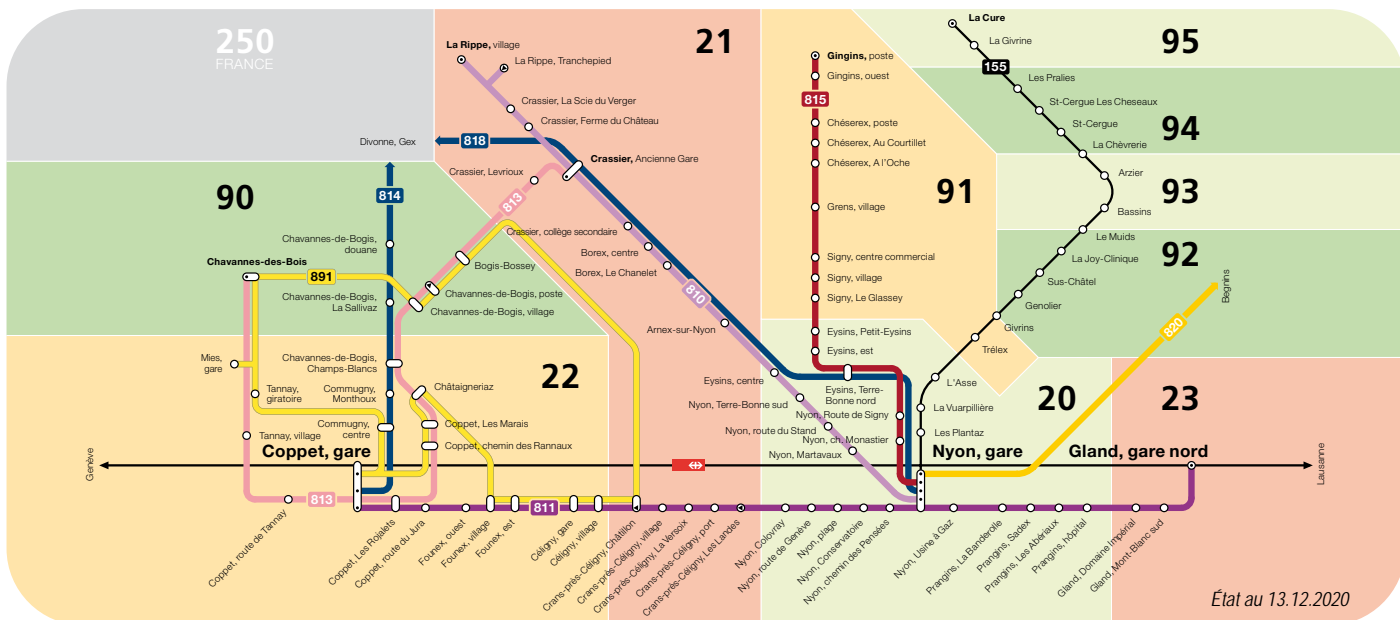 250
FRANCE
21
95
94
93
92
91
90
22
20
23
La Cure
La Givrine
155
Les Pralies
St-Cergue Les Cheseaux
St-Cergue
La Chèvrerie
Arzier
Bassins
Le Muids
La Joy-Clinique
Sus-Châtel
Genolier
Givrins
Trélex
L'Asse
La Vuarpillière
Les Plantaz
La Rippe, village
La Rippe, Tranchepied
Crassier, La Scie du Verger
Crassier, Ferme du Château
Crassier, Ancienne Gare
Divonne, Gex
818
Crassier, Levrioux
813
Crassier, collège secondaire
Borex, centre
Borex, Le Chanelet
810
Arnex-sur-Nyon
Eysins, centre
Nyon, Terre-Bonne sud
Nyon, route du Stand
Nyon, Martavaux
Gingins, poste
Gingins, ouest
815
Chéserex, poste
Chéserex, Au Courtillet
Chéserex, A l'Oche
Grens, village
Signy, centre commercial
Signy, village
Signy, Le Glassey
Eysins, Petit-Eysins
Eysins, est
Eysins, Terre-
Bonne nord
Nyon, Route de Signy
Nyon, ch. Monastier
814
Chavannes-de-Bogis,
douane
Chavannes-des-Bois
891
Bogis-Bossey
Chavannes-de-Bogis, poste
Chavannes-de-Bogis, village
Chavannes-de-Bogis,
La Sallivaz
Chavannes-de-Bogis,
Champs-Blancs
Mies,
gare
Tannay,
giratoire
Commugny,
Monthoux
Châtaigneriaz
Commugny,
centre
Coppet, Les Marais
Tannay, village
Coppet, chemin des Rannaux
820
Begnins
Genève
Coppet, gare
Nyon, gare
Gland, gare nord
Lausanne
813
811
Coppet, route de Tannay
Coppet, Les Rojalets
Coppet, route du Jura
Founex, ouest
Founex, village
Founex, est
Céligny, gare
Céligny, village
Crans-près-Céligny, Châtillon
Crans-près-Céligny, village
Crans-près-Céligny, La Versoix
Crans-près-Céligny, port
Crans-près-Céligny, Les Landes
Nyon, Colovray
Nyon, route de Genève
Nyon, plage
Nyon, Conservatoire
Nyon, chemin des Pensées
Nyon, Usine à Gaz
Prangins, La Banderolle
Prangins, Sadex
Prangins, Les Abériaux
Prangins, hôpital
Gland, Domaine Impérial
Gland, Mont-Blanc sud
État au 13.12.2020